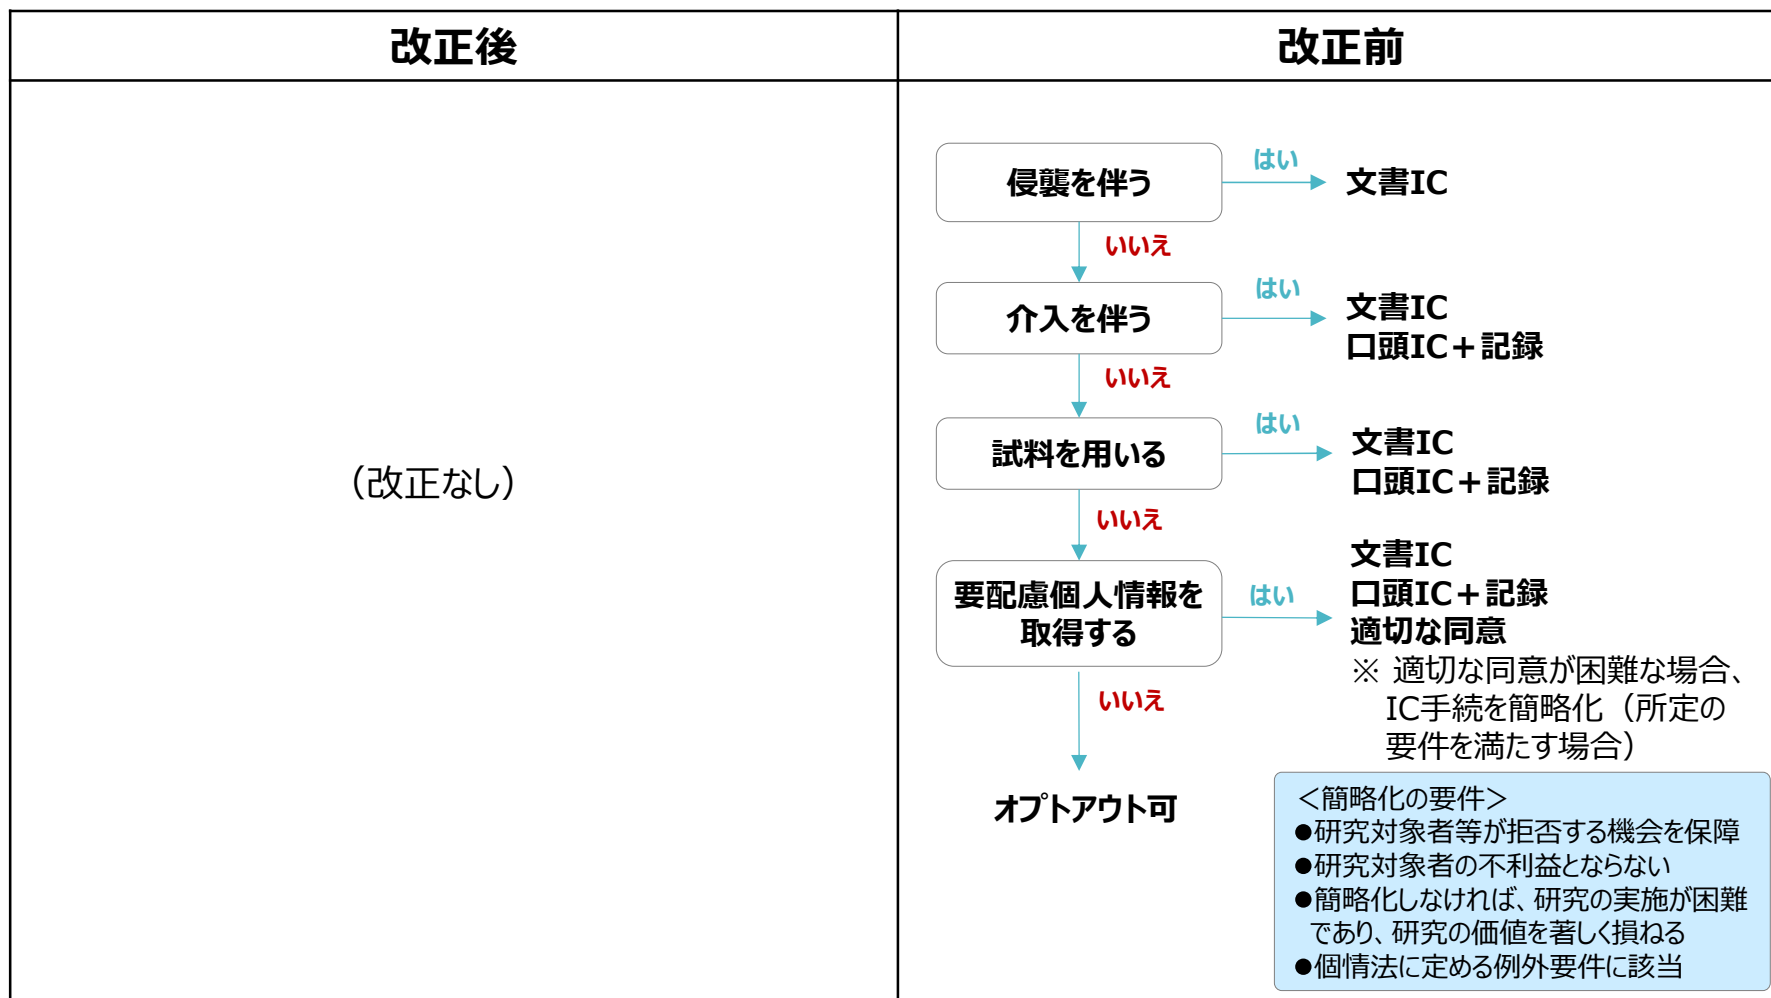 改正後
改正前
（改正なし）
侵襲を伴う
はい
文書IC
いいえ
介入を伴う
はい
文書IC
口頭IC＋記録
いいえ
試料を用いる
はい
文書IC
口頭IC＋記録
いいえ
要配慮個人情報を
取得する
はい
文書IC
口頭IC＋記録
適切な同意
※ 適切な同意が困難な場合、
IC手続を簡略化（所定の
要件を満たす場合）
いいえ
オプトアウト可
＜簡略化の要件＞
●研究対象者等が拒否する機会を保障
●研究対象者の不利益とならない
●簡略化しなければ、研究の実施が困難
であり、研究の価値を著しく損ねる
●個情法に定める例外要件に該当